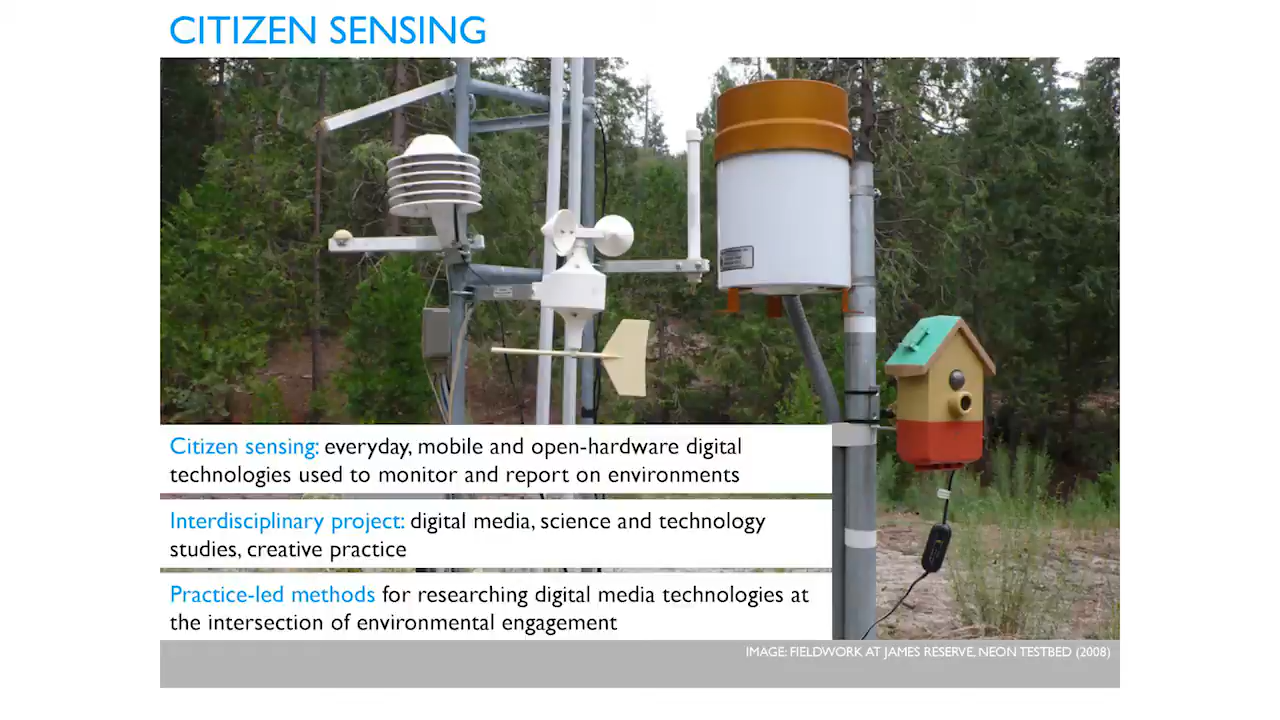 CITIZEN SENSING
Citizen sensing: everyday, mobile and open-hardware digital
technologies used to monitor and report on environments
Interdisciplinary project: digital media, science and technology
studies, creative practice
Practice-led methods for researching digital media technologies at
the intersection of environmental engagement
IMAGE: FIELDWORK AT JAMES RESERVE, NEON TESTBED (2008)